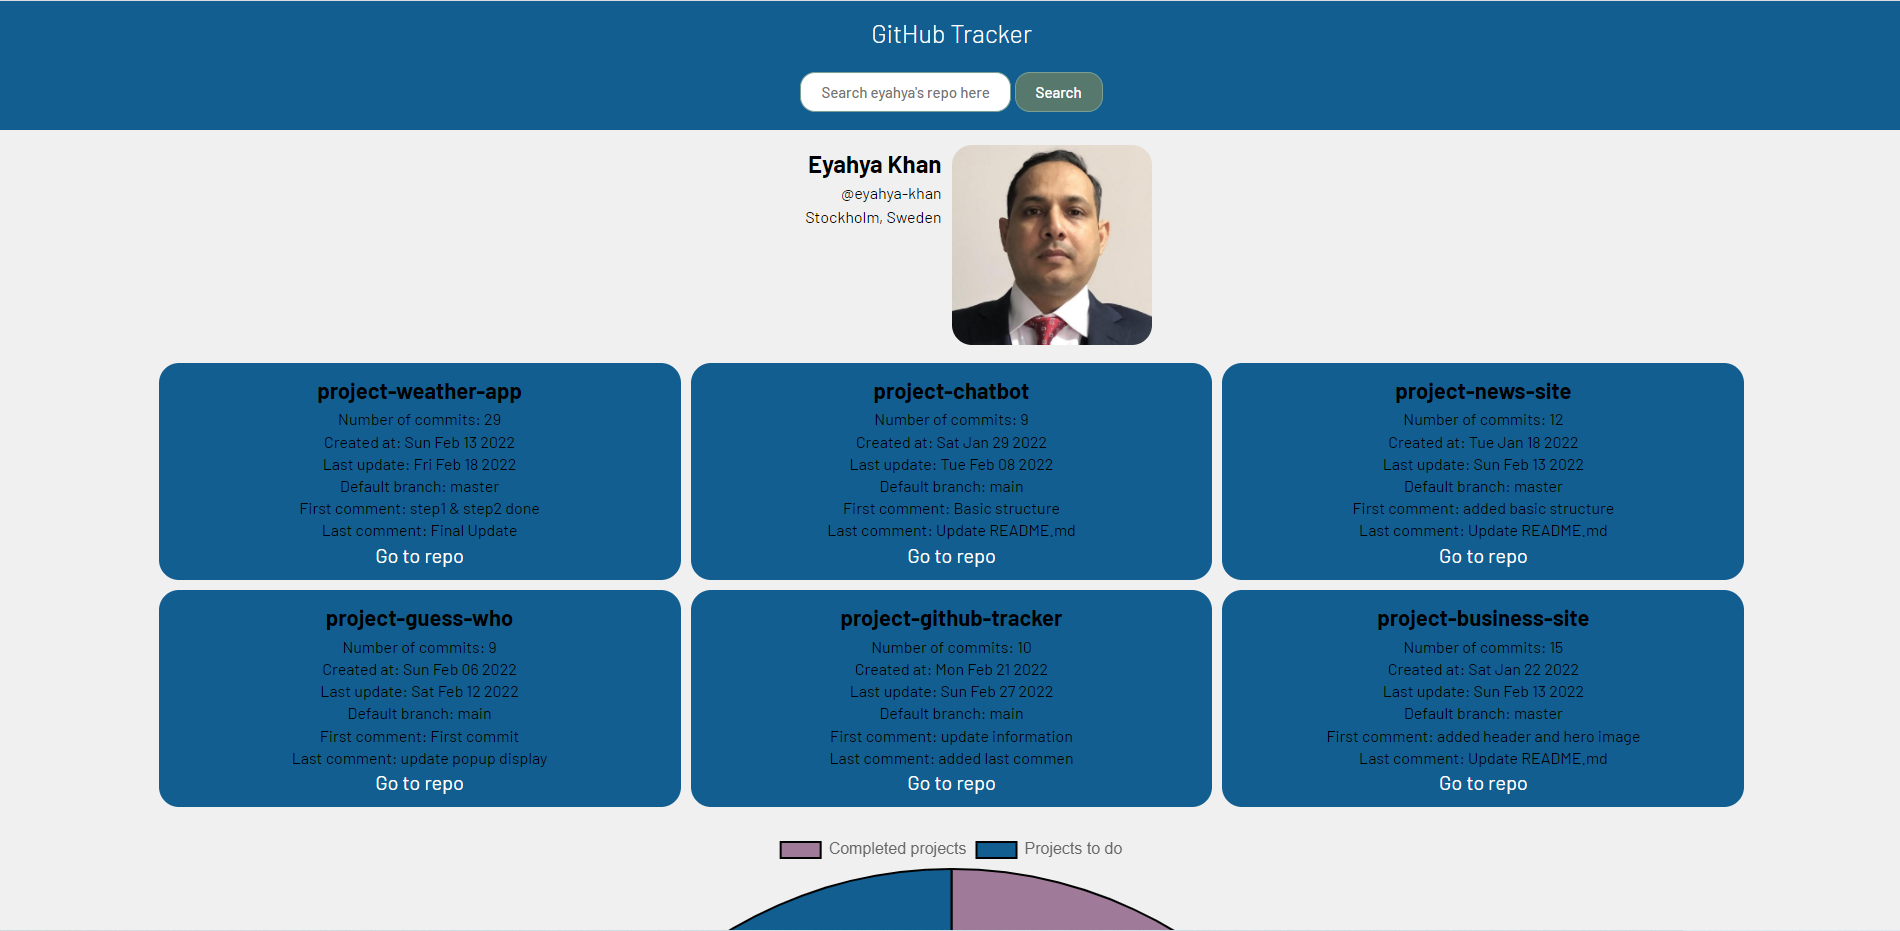 GitHub Tracker
Search eyahya's repo here
Search
Eyahya Khan
@eyahya-khan
Stockholm, Sweden
project-weather-app
Number of commits: 29
Created at: Sun Feb 13 2022
Last update: Fri Feb 18 2022
Default branch: master
First comment: step1 & step2 done
Last comment: Final Update
Go to repo
project-chatbot
Number of commits: 9
Created at: Sat Jan 29 2022
Last update: Tue Feb 08 2022
Default branch: main
First comment: Basic structure
Last comment: Update README.md
Go to repo
project-news-site
Number of commits: 12
Created at: Tue Jan 18 2022
Last update: Sun Feb 13 2022
Default branch: master
First comment: added basic structure
Last comment: Update README.md
Go to repo
project-guess-who
Number of commits: 9
Created at: Sun Feb 06 2022
Last update: Sat Feb 12 2022
Default branch: main
First comment: First commit
Last comment: update popup display
Go to repo
project-github-tracker
Number of commits: 10
Created at: Mon Feb 21 2022
Last update: Sun Feb 27 2022
Default branch: main
First comment: update information
Last comment: added last commen
Go to repo
project-business-site
Number of commits: 15
Created at: Sat Jan 22 2022
Last update: Sun Feb 13 2022
Default branch: master
First comment: added header and hero image
Last comment: Update README.md
Go to repo
Completed projects
Projects to do